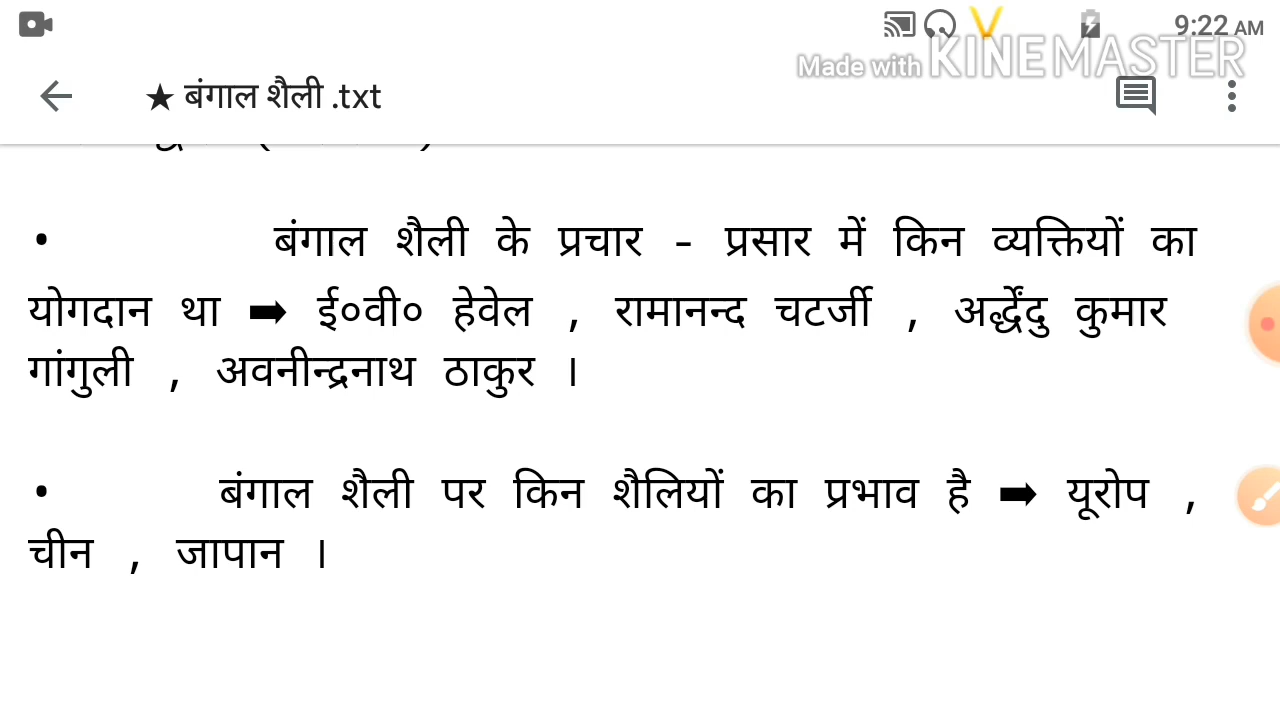 9:22 AM
Made with KINEMASTER
★ बंगाल शैली .txt
• बंगाल शैली के प्रचार - प्रसार में किन व्यक्तियों का
योगदान था ➡ ई०वी० हेवेल , रामानन्द चटर्जी , अर्द्धेंदु कुमार
गांगुली , अवनीन्द्रनाथ ठाकुर ।
• बंगाल शैली पर किन शैलियों का प्रभाव है ➡ यूरोप ,
चीन , जापान ।